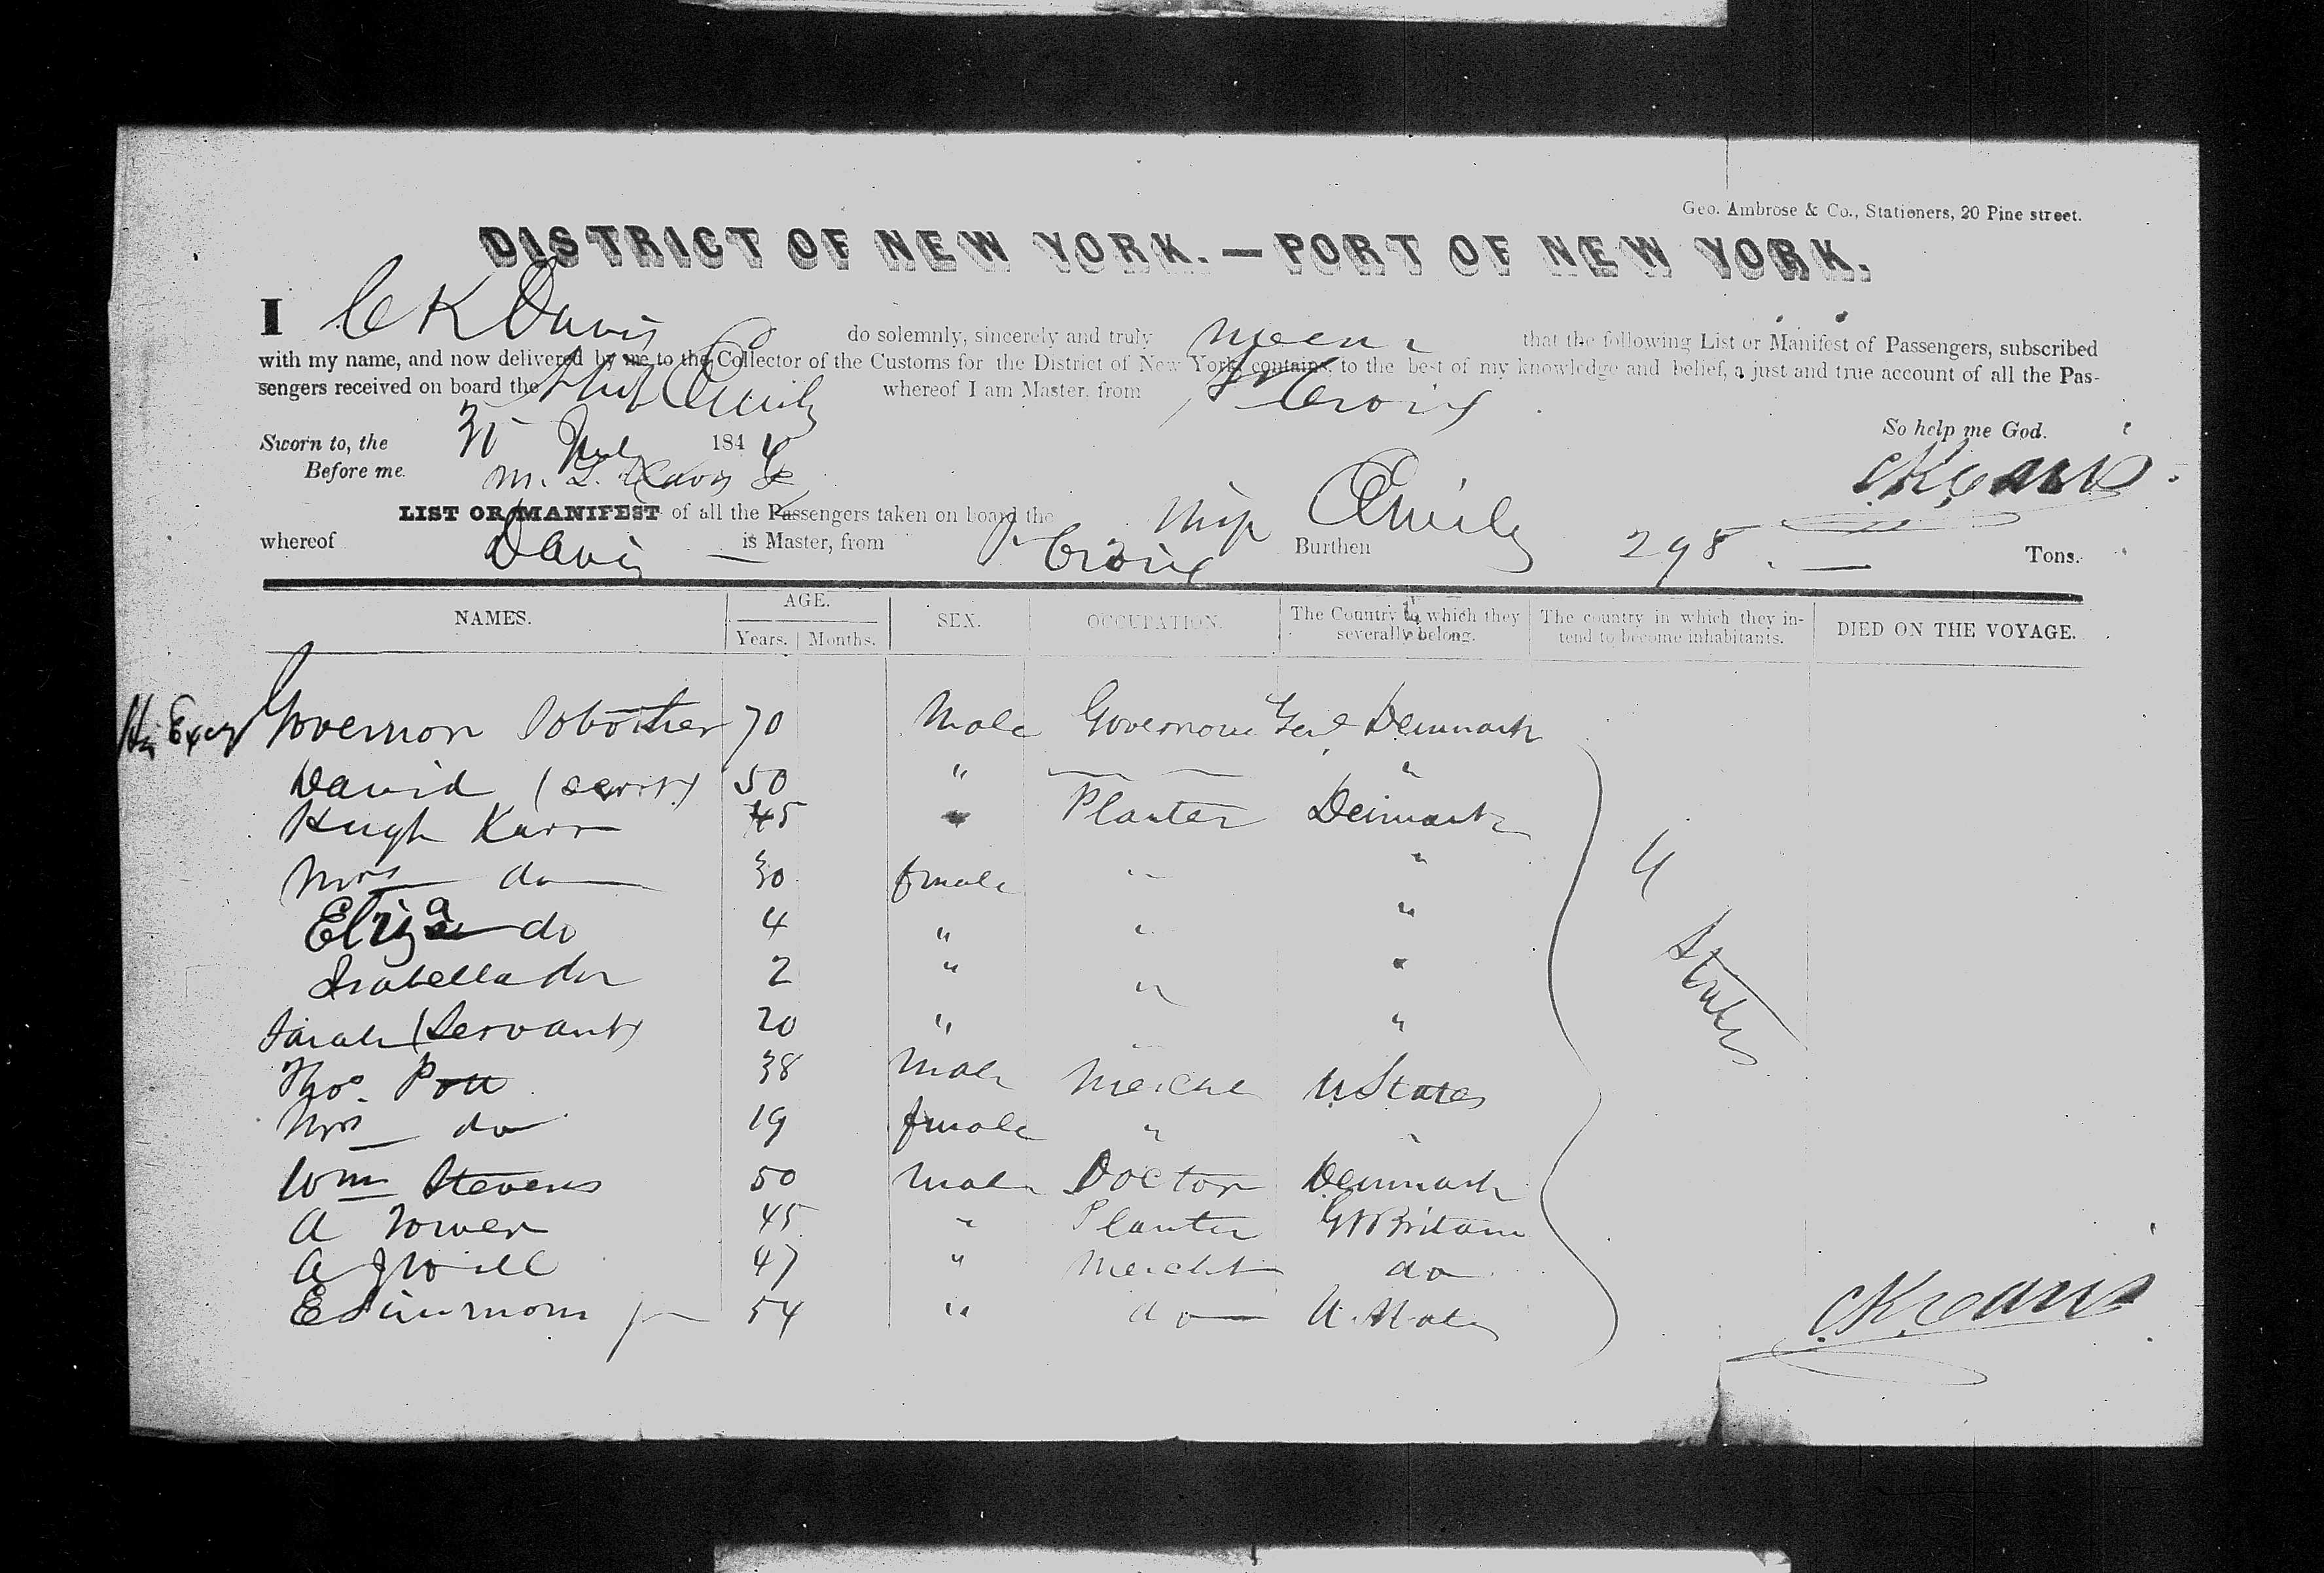 Geo. Ambrose & Co., Stationers, 20 Pine street.
DISTRICT OF NEW YORK.—PORT OF NEW YORK.
I C K Davis do solemnly, sincerely and truly swear that the following List or Manifest of Passengers, subscribed
with my name, and now delivered by me to the Collector of the Customs for the District of New York, contains, to the best of my knowledge and belief, a just and true account of all the Pas-
sengers received on board the Ship Emily whereof I am Master, from St Croix
So help me God.
Sworn to, the 184
Before me.
LIST OR MANIFEST of all the Passengers taken on board the Ship Emily
whereof Davis is Master, from St Croix Burthen 298 Tons.
NAMES. AGE. SEX. OCCUPATION. The Country to which they severally belong. The country in which they intend to become inhabitants. DIED ON THE VOYAGE.
Years. Months.
Governor 70 Male Governour Genl Denmark
David 50 " "
Hugh Karr 45 " Planter Denmark
Mrs do 30 female " "
Eliza do 4 " " "
Isabella do 2 " " "
Sarah (Servant) 20 " " "
Thos. 38 Male U States
Mrs do 19 female " "
Wm Stevens 50 Male Doctor Denmark
A Tower 45 " Planter Gt Britain
A 47 " Mercht do
E 54 " do U. States
U States